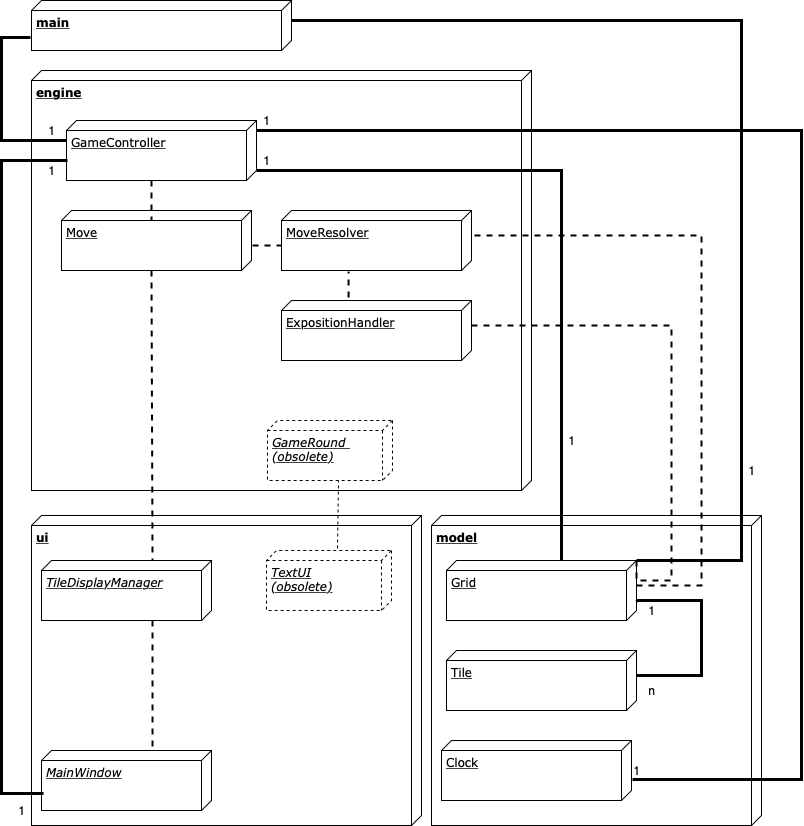 main
engine
1
1
GameController
1
1
Move
MoveResolver
ExpositionHandler
GameRound
(obsolete)
1
1
ui
model
TileDisplayManager
TextUI
(obsolete)
Grid
1
Tile
n
MainWindow
Clock
1
1